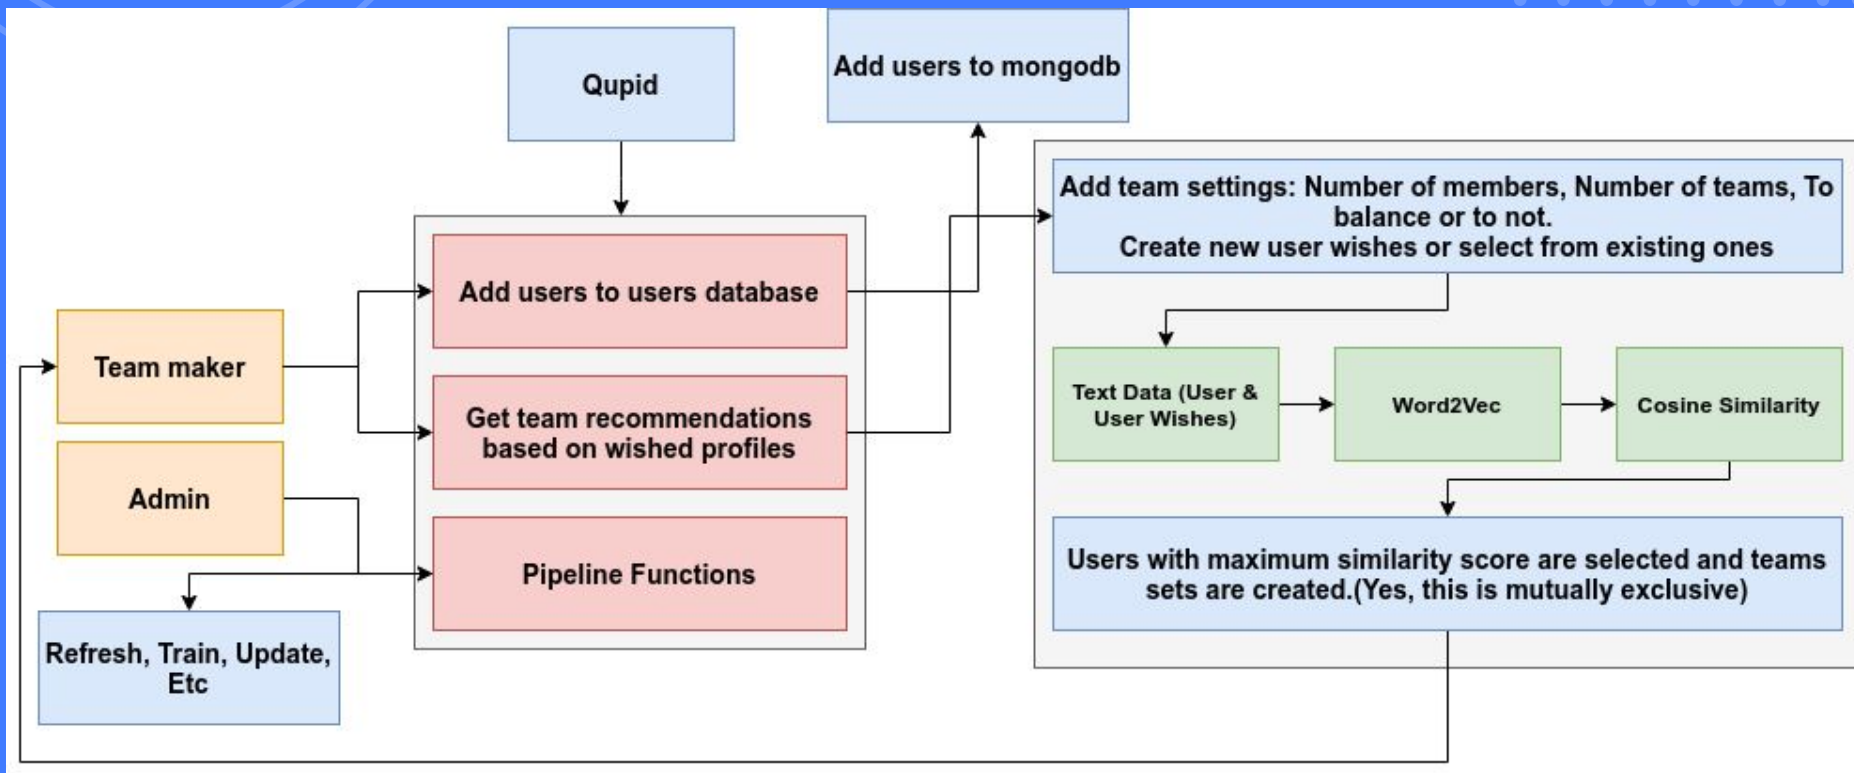 Qupid
Add users to mongodb
Add team settings: Number of members, Number of teams, To
balance or to not.
Create new user wishes or select from existing ones
Add users to users database
Team maker
Get team recommendations
based on wished profiles
Text Data (User &
User Wishes)
Word2Vec
Cosine Similarity
Admin
Pipeline Functions
Users with maximum similarity score are selected and teams
sets are created.(Yes, this is mutually exclusive)
Refresh, Train, Update,
Etc